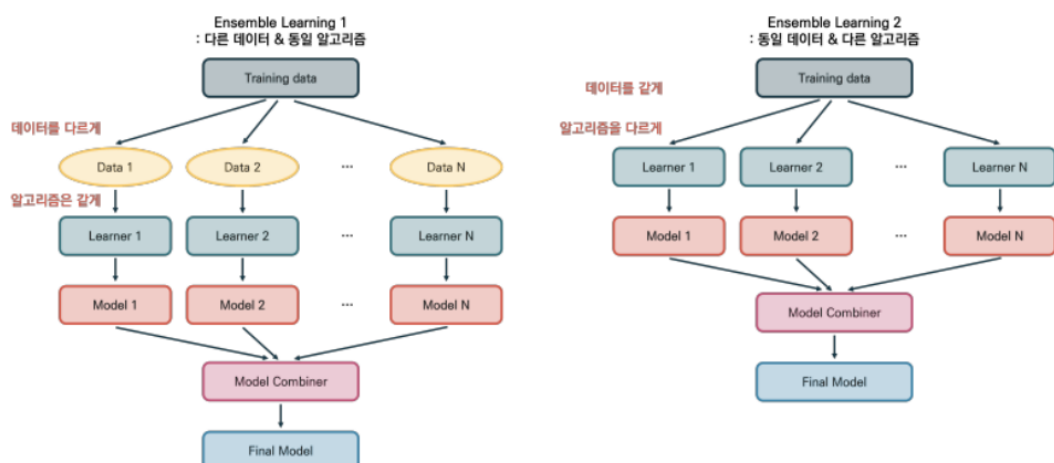 Ensemble Learning 1
: 다른 데이터 & 동일 알고리즘
Training data
데이터를 다르게
Data 1
Data 2
...
Data N
알고리즘은 같게
Learner 1
Learner 2
...
Learner N
Model 1
Model 2
...
Model N
Model Combiner
Final Model
Ensemble Learning 2
: 동일 데이터 & 다른 알고리즘
Training data
데이터를 같게
알고리즘을 다르게
Learner 1
Learner 2
...
Learner N
Model 1
Model 2
...
Model N
Model Combiner
Final Model